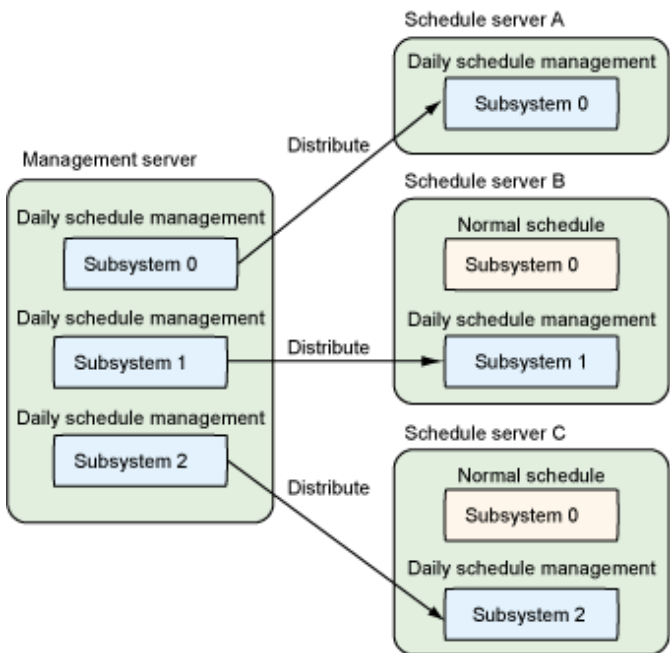 Schedule server A
Daily schedule management
Subsystem 0
Distribute
Management server
Daily schedule management
Subsystem 0
Daily schedule management
Subsystem 1
Daily schedule management
Subsystem 2
Distribute
Schedule server B
Normal schedule
Subsystem 0
Daily schedule management
Subsystem 1
Distribute
Schedule server C
Normal schedule
Subsystem 0
Daily schedule management
Subsystem 2